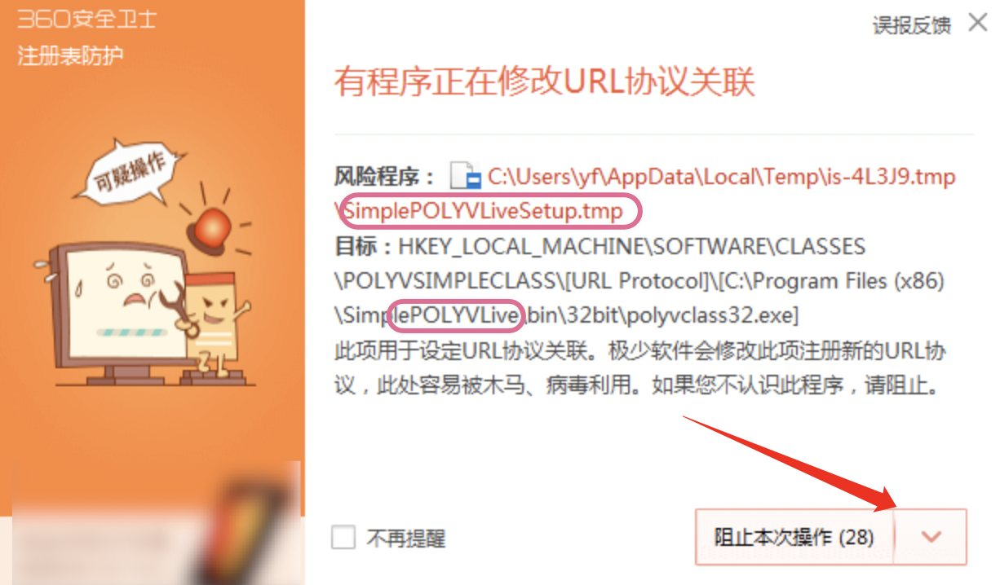 360安全卫士
误报反馈
注册表防护
有程序正在修改URL协议关联
可疑操作
风险程序： C:\Users\yf\AppData\Local\Temp\is-4L3J9.tmp
\SimplePOLYVLiveSetup.tmp
目标：HKEY_LOCAL_MACHINE\SOFTWARE\CLASSES
\POLYVSIMPLECLASS\[URL Protocol]\[C:\Program Files (x86)
\SimplePOLYVLive\bin\32bit\polyvclass32.exe]
此项用于设定URL协议关联。极少软件会修改此项注册新的URL协
议，此处容易被木马、病毒利用。如果您不认识此程序，请阻止。
不再提醒
阻止本次操作 (28)